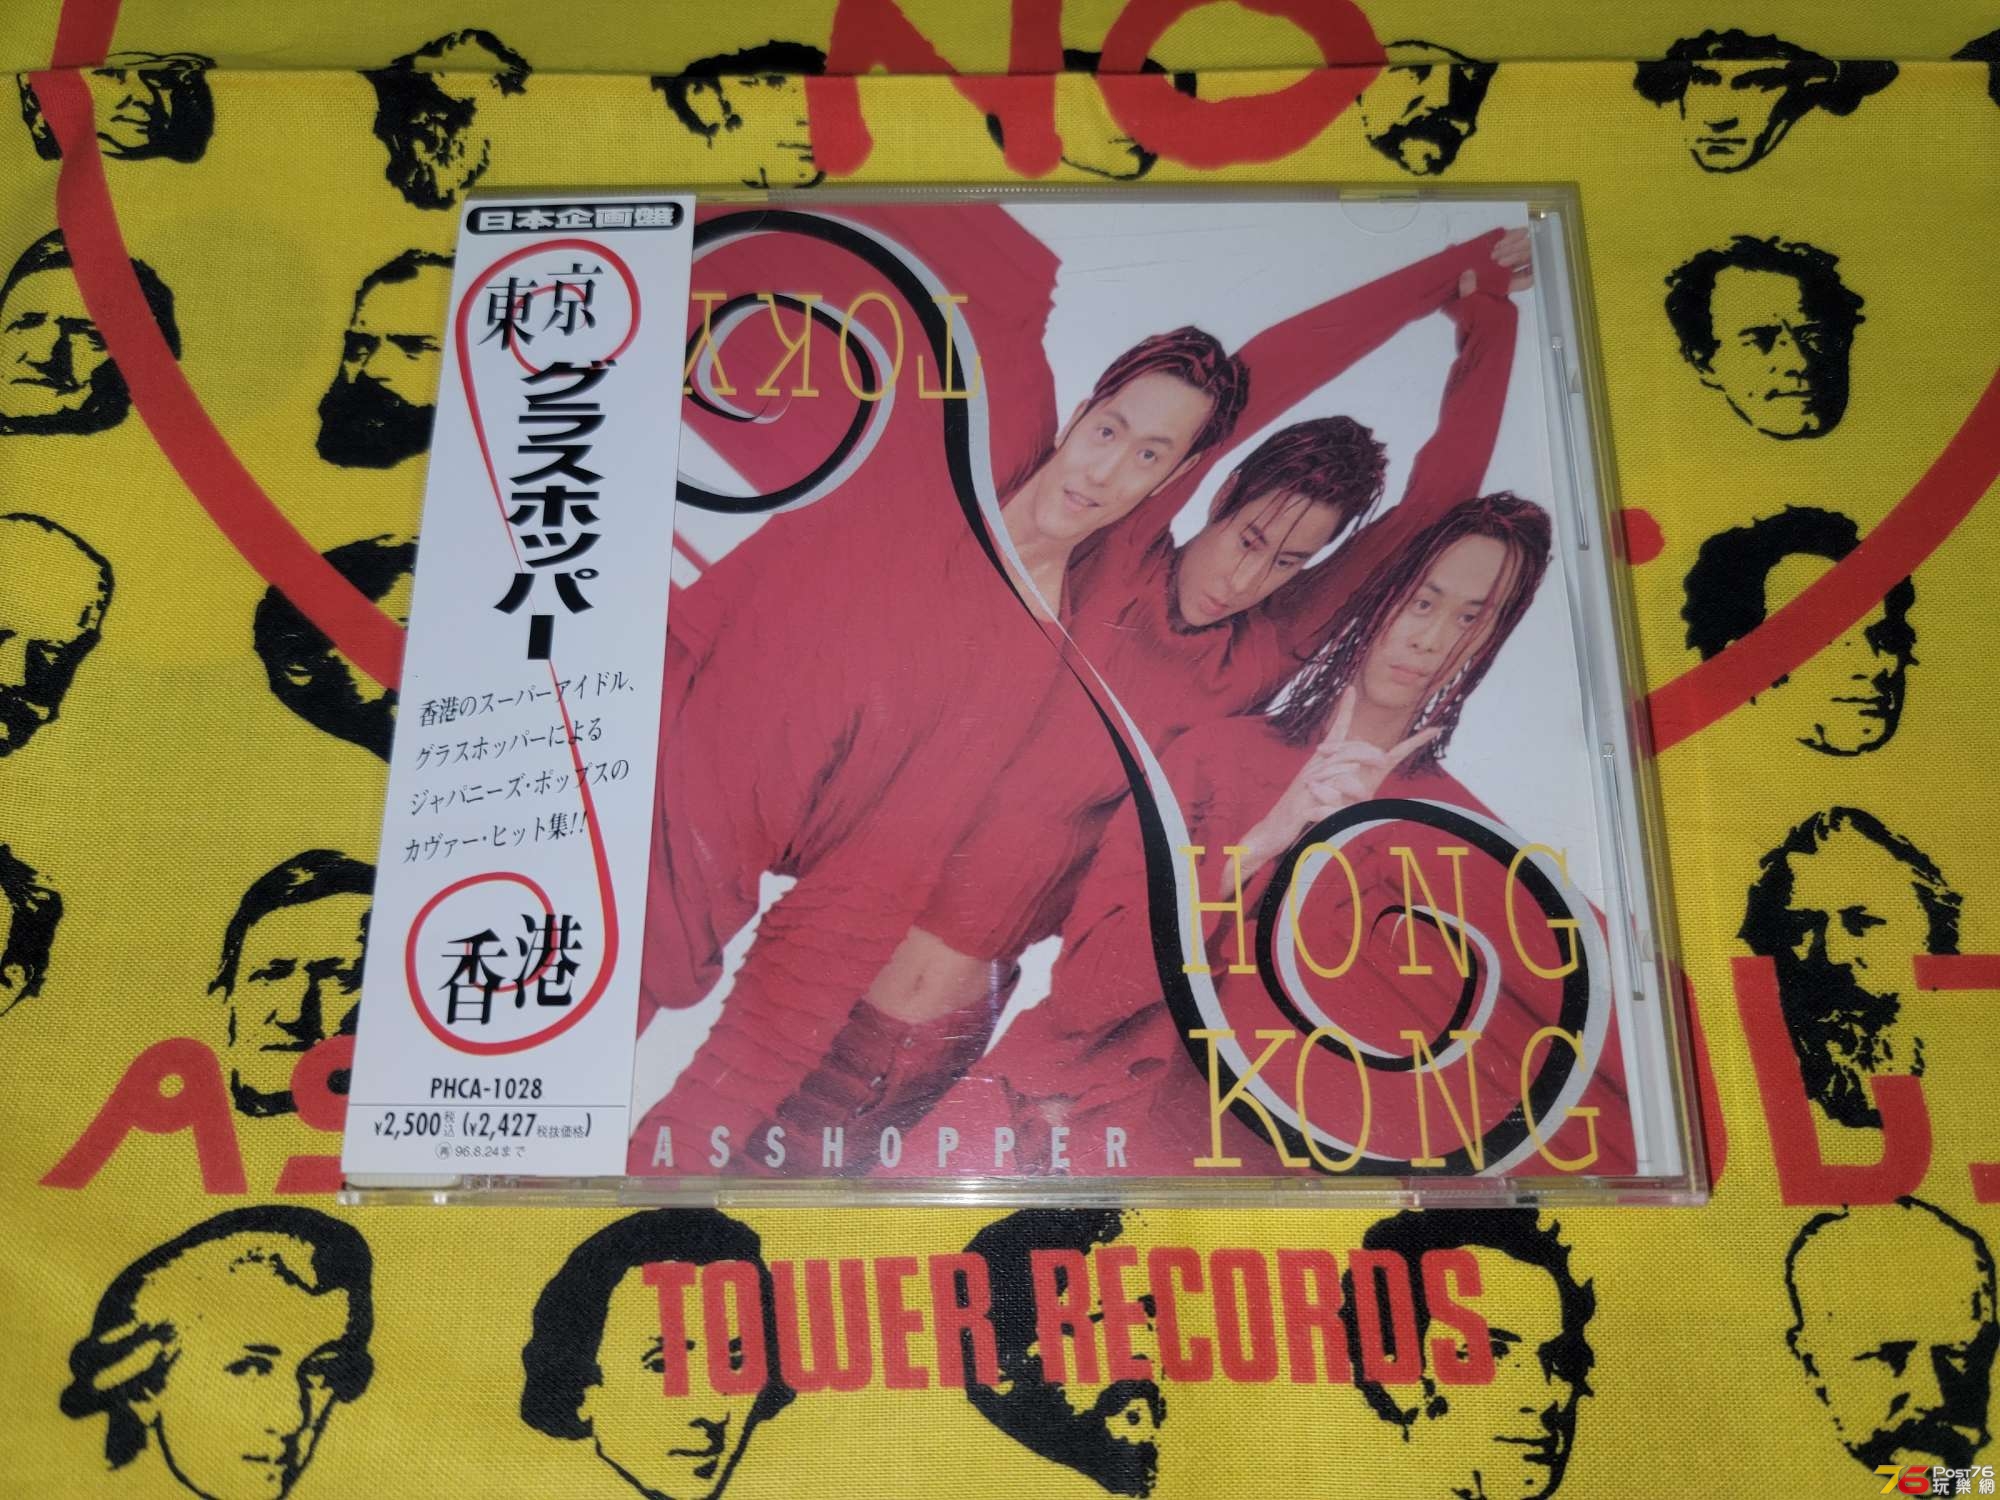 NO
日本企画盤
東京
グラスホッパー
香港のスーパーアイドル、
グラスホッパーによる
ジャパニーズ・ポップスの
カヴァー・ヒット集!!
香港
PHCA-1028
¥2,500税込(¥2,427税抜価格)
再96.8.24まで
TOKY
HONG
KONG
ASSHOPPER
TOWER RECORDS
76 POST76
玩樂網